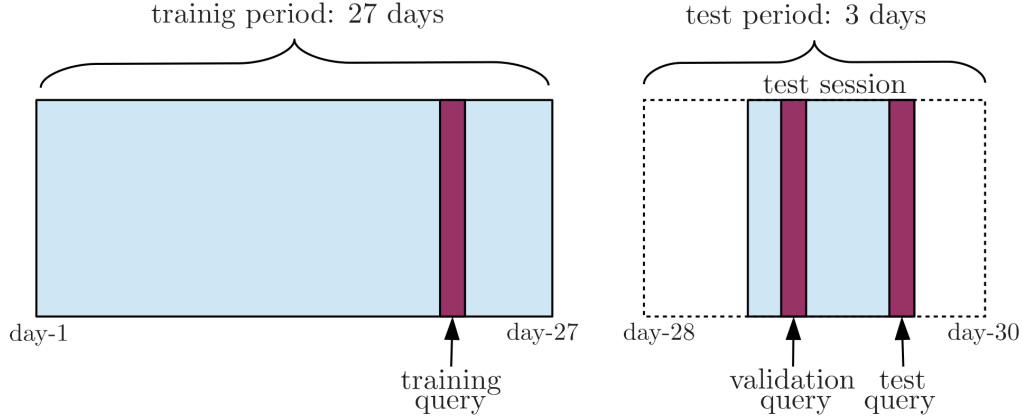 trainig period: 27 days
test period: 3 days
test session
day-1
day-27
day-28
day-30
training
query
validation
query
test
query